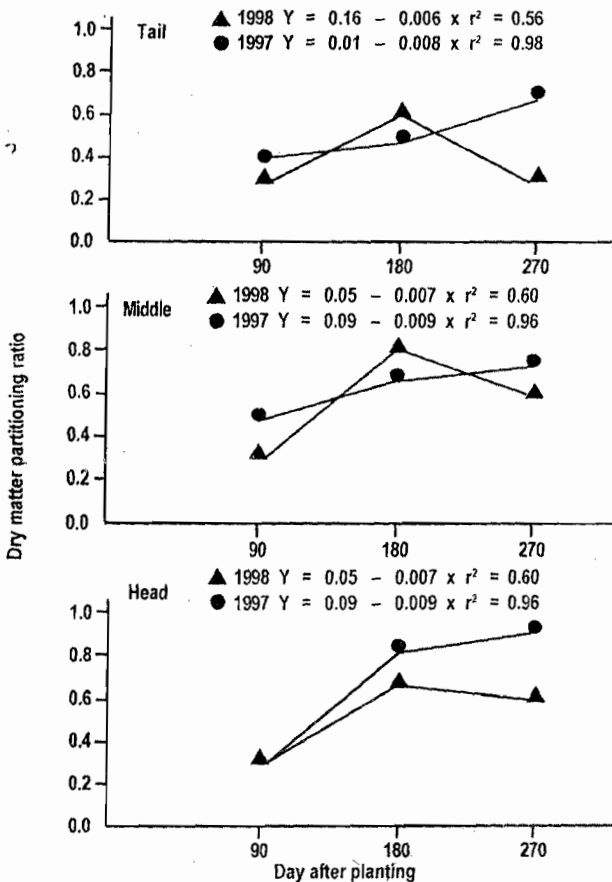 ▲ 1998 Y = 0.16 – 0.006 x r² = 0.56
Tail
● 1997 Y = 0.01 – 0.008 x r² = 0.98
1.0
0.8
0.6
0.4
0.2
0.0
90 180 270
▲ 1998 Y = 0.05 – 0.007 x r² = 0.60
Middle
● 1997 Y = 0.09 – 0.009 x r² = 0.96
1.0
0.8
0.6
0.4
0.2
0.0
90 180 270
Dry matter partitioning ratio
▲ 1998 Y = 0.05 – 0.007 x r² = 0.60
Head
● 1997 Y = 0.09 – 0.009 x r² = 0.96
1.0
0.8
0.6
0.4
0.2
0.0
90 180 270
Day after planting